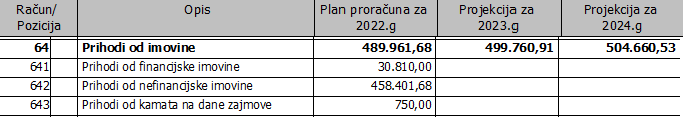 Račun/ Opis Plan proračuna za Projekcija za Projekcija za
Pozicija 2022.g 2023.g 2024.g
64 Prihodi od imovine 489.961,68 499.760,91 504.660,53
641 Prihodi od financijske imovine 30.810,00
642 Prihodi od nefinancijske imovine 458.401,68
643 Prihodi od kamata na dane zajmove 750,00